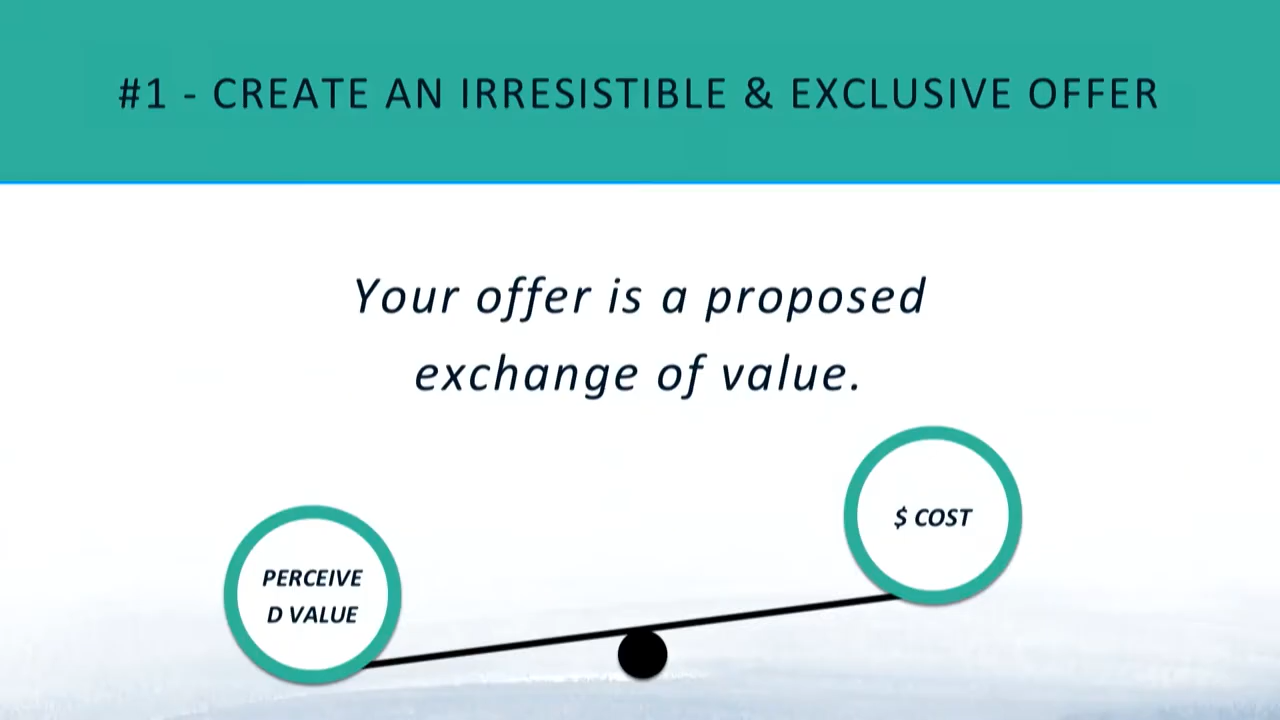 #1 - CREATE AN IRRESISTIBLE & EXCLUSIVE OFFER
Your offer is a proposed
exchange of value.
$ COST
PERCEIVE
D VALUE